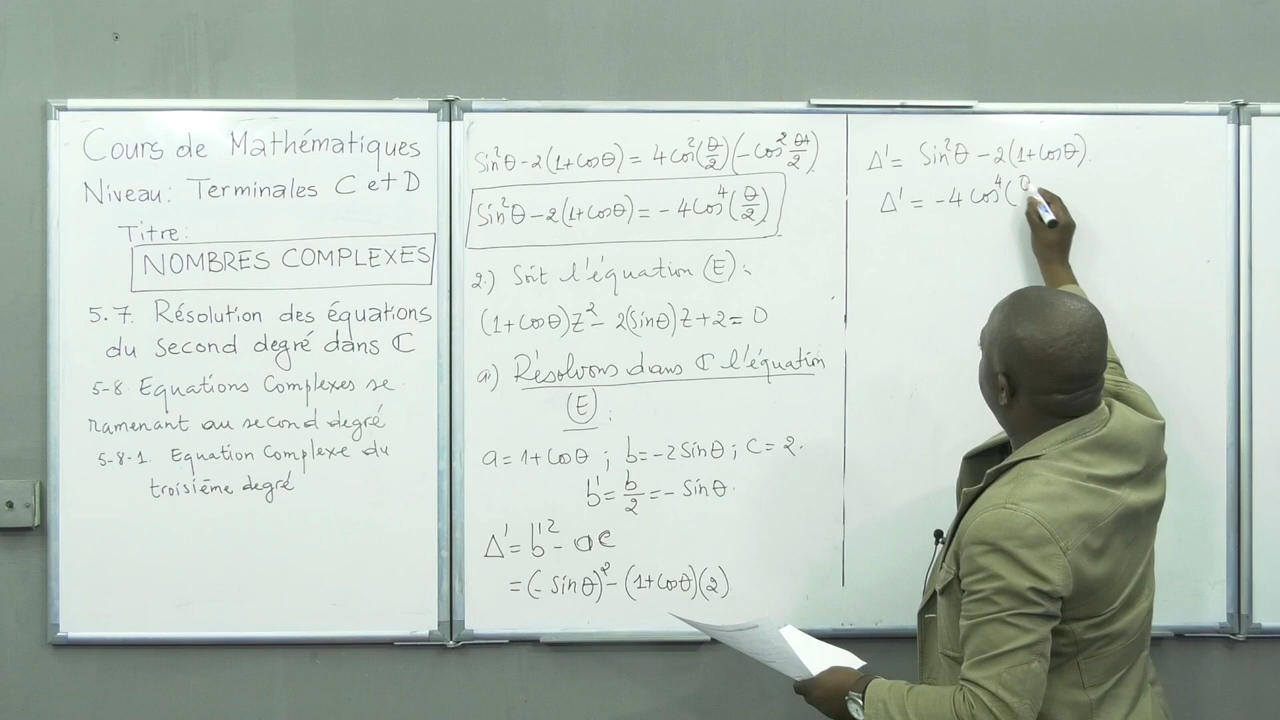 Cours de Mathématiques
Niveau: Terminales C et D
Titre:
NOMBRES COMPLEXES
5.7. Résolution des équations
du second degré dans ℂ
5-8 Equations Complexes se
ramenant au second degré
5-8-1. Equation Complexe du
troisième degré
Sin²θ - 2(1+cosθ) = 4cos²(θ/2)(-cos² θ/2)
Sin²θ - 2(1+cosθ) = -4cos⁴(θ/2)
2.) Soit l'équation (E):
(1+cosθ)Z² - 2(sinθ)Z + 2 = 0
a) Résolvons dans ℂ l'équation
(E):
a = 1+cosθ ; b = -2sinθ ; C = 2.
b' = b/2 = - sinθ.
Δ' = b'² - ac
= (- sinθ)² - (1+cosθ)(2)
Δ' = Sin²θ - 2(1+cosθ).
Δ' = -4 cos⁴(θ